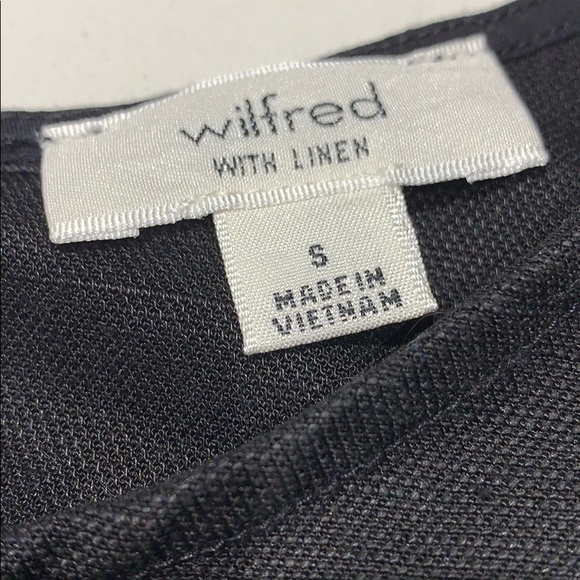 wilfred
WITH LINEN
S
MADE IN
VIETNAM